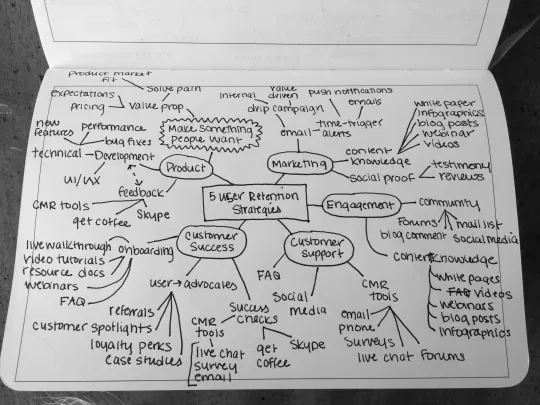 product market
fit
solve pain
expectations
pricing
value prop
Make Something
people want
internal
value
driven
push notifications
emails
drip campaign
time-trigger
alerts
email
white paper
infographics
blog posts
webinar
videos
content
knowledge
social proof
testimony
reviews
new
features
performance
bug fixes
technical
Development
UI/UX
feedback
CMR tools
get coffee
Skype
Product
Marketing
5 USER Retention
Strategies
Engagement
community
Forums
mail list
blog comment
social media
content knowledge
white pages
FAQ videos
webinars
blog posts
infographics
Customer
Success
onboarding
live walkthrough
video tutorials
resource docs
webinars
FAQ
user → advocates
referrals
customer spotlights
loyalty perks
case studies
Success
checks
CMR
tools
live chat
survey
email
get
coffee
Skype
Customer
Support
FAQ
Social
media
CMR
tools
email
phone
surveys
live chat
Forums